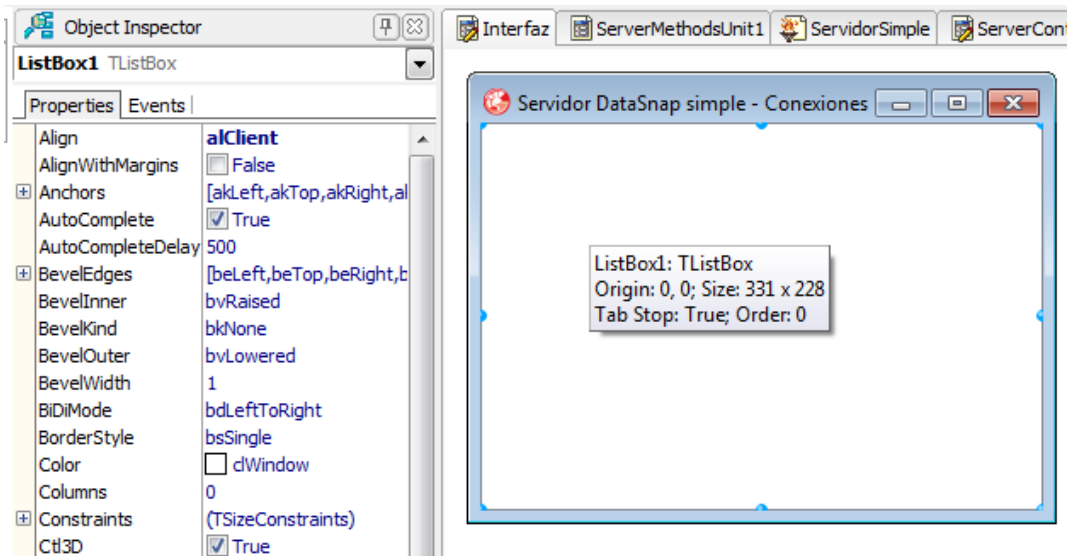 Object Inspector
ListBox1 TListBox
Properties Events
Align alClient
AlignWithMargins False
Anchors [akLeft,akTop,akRight,al
AutoComplete True
AutoCompleteDelay 500
BevelEdges [beLeft,beTop,beRight,b
BevelInner bvRaised
BevelKind bkNone
BevelOuter bvLowered
BevelWidth 1
BiDiMode bdLeftToRight
BorderStyle bsSingle
Color clWindow
Columns 0
Constraints (TSizeConstraints)
Ctl3D True
Interfaz ServerMethodsUnit1 ServidorSimple ServerCont
Servidor DataSnap simple - Conexiones
ListBox1: TListBox
Origin: 0, 0; Size: 331 x 228
Tab Stop: True; Order: 0